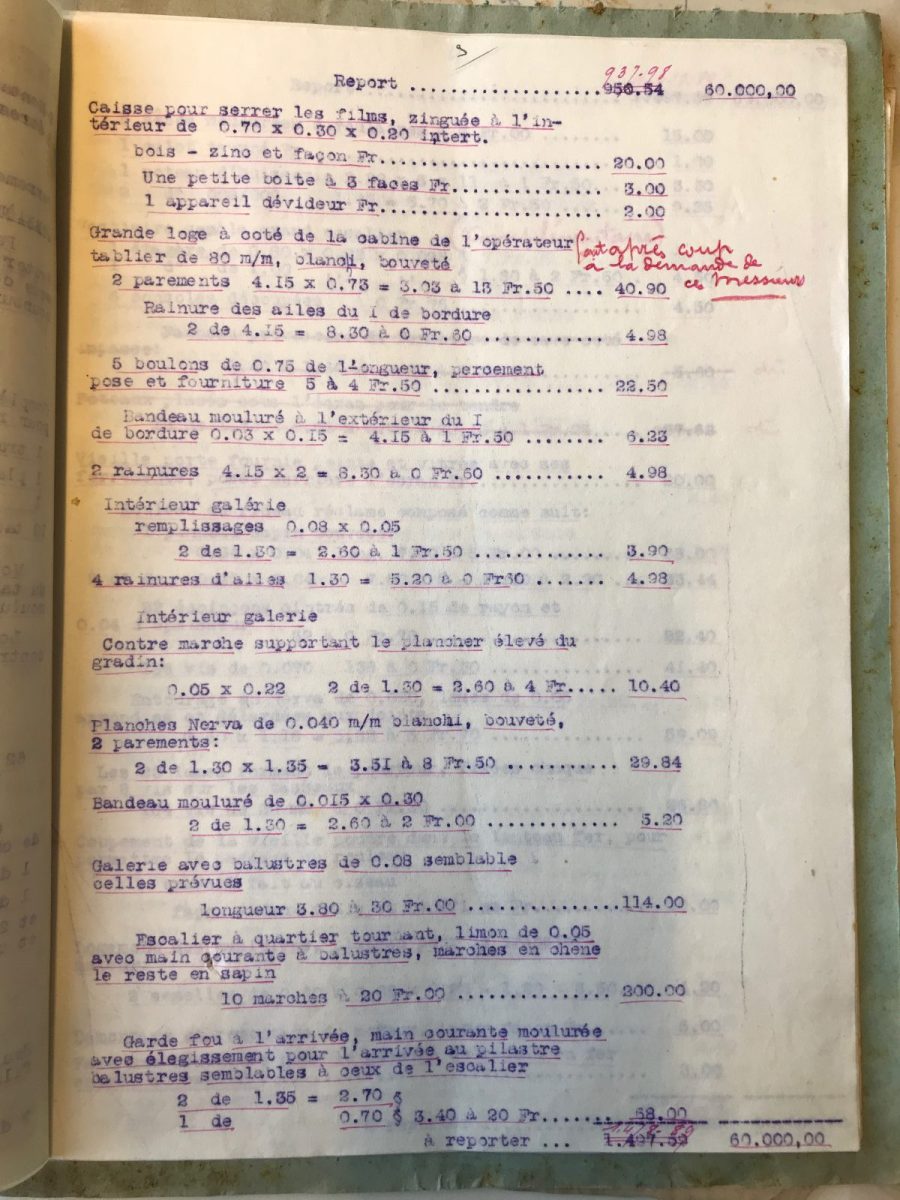 3
937-98
Report .....................950.54 60.000,00
Caisse pour serrer les films, zinguée à l'in-
térieur de 0.70 x 0.30 x 0.20 intert.
bois - zinc et façon Fr........................ 20.00
Une petite boite à 3 faces Fr................ 3.00
1 appareil dévideur Fr........................ 2.00
Grande loge à coté de la cabine de l'opérateur
tablier de 80 m/m, blanchi, bouveté
fait après coup
à la demande de
ces Messieurs
2 parements 4.15 x 0.73 = 3.03 à 13 Fr.50 .... 40.90
Rainure des ailes du I de bordure
2 de 4.15 = 8.30 à 0 Fr.60 ............. 4.98
5 boulons de 0.75 de longueur, percement
pose et fourniture 5 à 4 Fr.50 .................. 22.50
Bandeau mouluré à l'extérieur du I
de bordure 0.03 x 0.15 = 4.15 à 1 Fr.50 ........ 6.23
2 rainures 4.15 x 2 = 8.30 à 0 Fr.60 ........... 4.98
Intérieur galérie
remplissages 0.08 x 0.05
2 de 1.30 = 2.60 à 1 Fr.50 ............. 3.90
4 rainures d'ailes 1.30 = 5.20 à 0 Fr60 ....... 4.98
Intérieur galerie
Contre marche supportant le plancher élevé du
gradin:
0.05 x 0.22 2 de 1.30 = 2.60 à 4 Fr..... 10.40
Planches Nerva de 0.040 m/m blanchi, bouveté,
2 parements:
2 de 1.30 x 1.35 = 3.51 à 8 Fr.50 ........... 29.84
Bandeau mouluré de 0.015 x 0.30
2 de 1.30 = 2.60 à 2 Fr.00 ............ 5.20
Galerie avec balustres de 0.08 semblable
celles prévues
longueur 3.80 à 30 Fr.00 ...............114.00
Escalier à quartier tournant, limon de 0.05
avec main courante à balustres, marches en chêne
le reste en sapin
10 marches à 20 Fr.00 ................ 200.00
Garde fou à l'arrivée, main courante moulurée
avec élegissement pour l'arrivée au pilastre
balustres semblables à ceux de l'escalier
2 de 1.35 = 2.70 §
1 de 0.70 § 3.40 à 20 Fr....... 68.00
à reporter ... 1.497.59 60.000,00